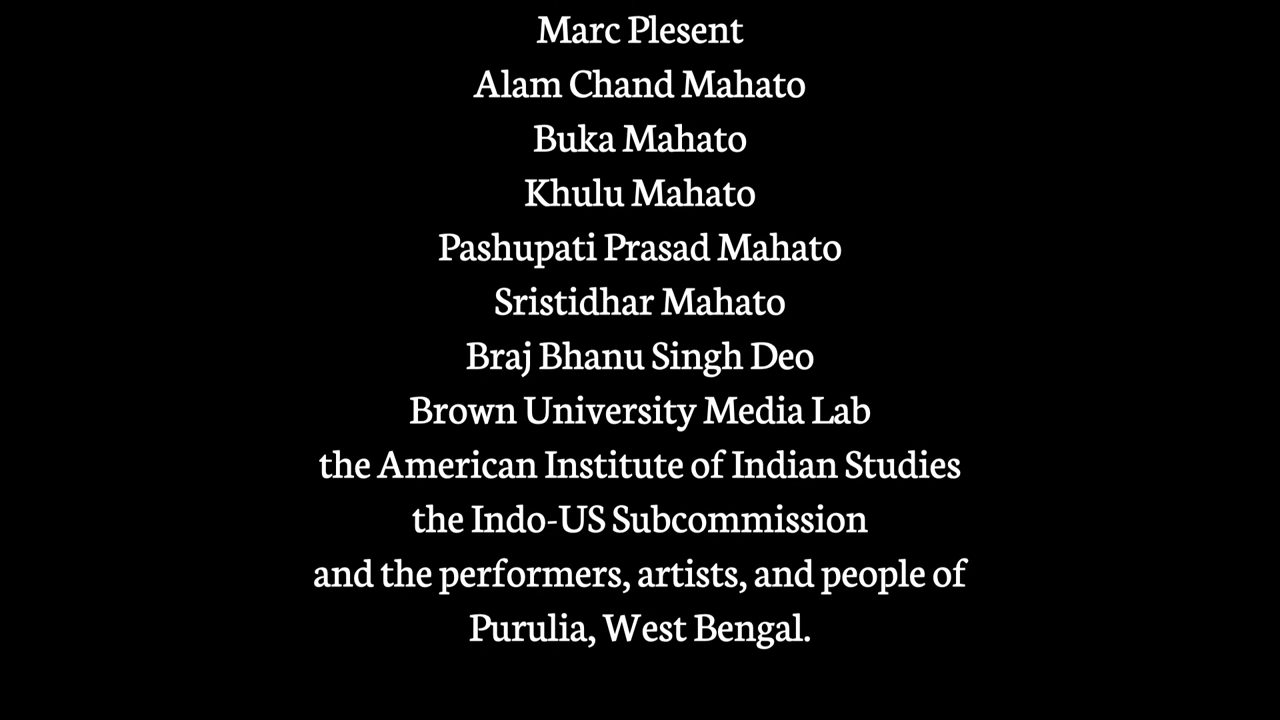 Marc Plesent
Alam Chand Mahato
Buka Mahato
Khulu Mahato
Pashupati Prasad Mahato
Sristidhar Mahato
Braj Bhanu Singh Deo
Brown University Media Lab
the American Institute of Indian Studies
the Indo-US Subcommission
and the performers, artists, and people of
Purulia, West Bengal.